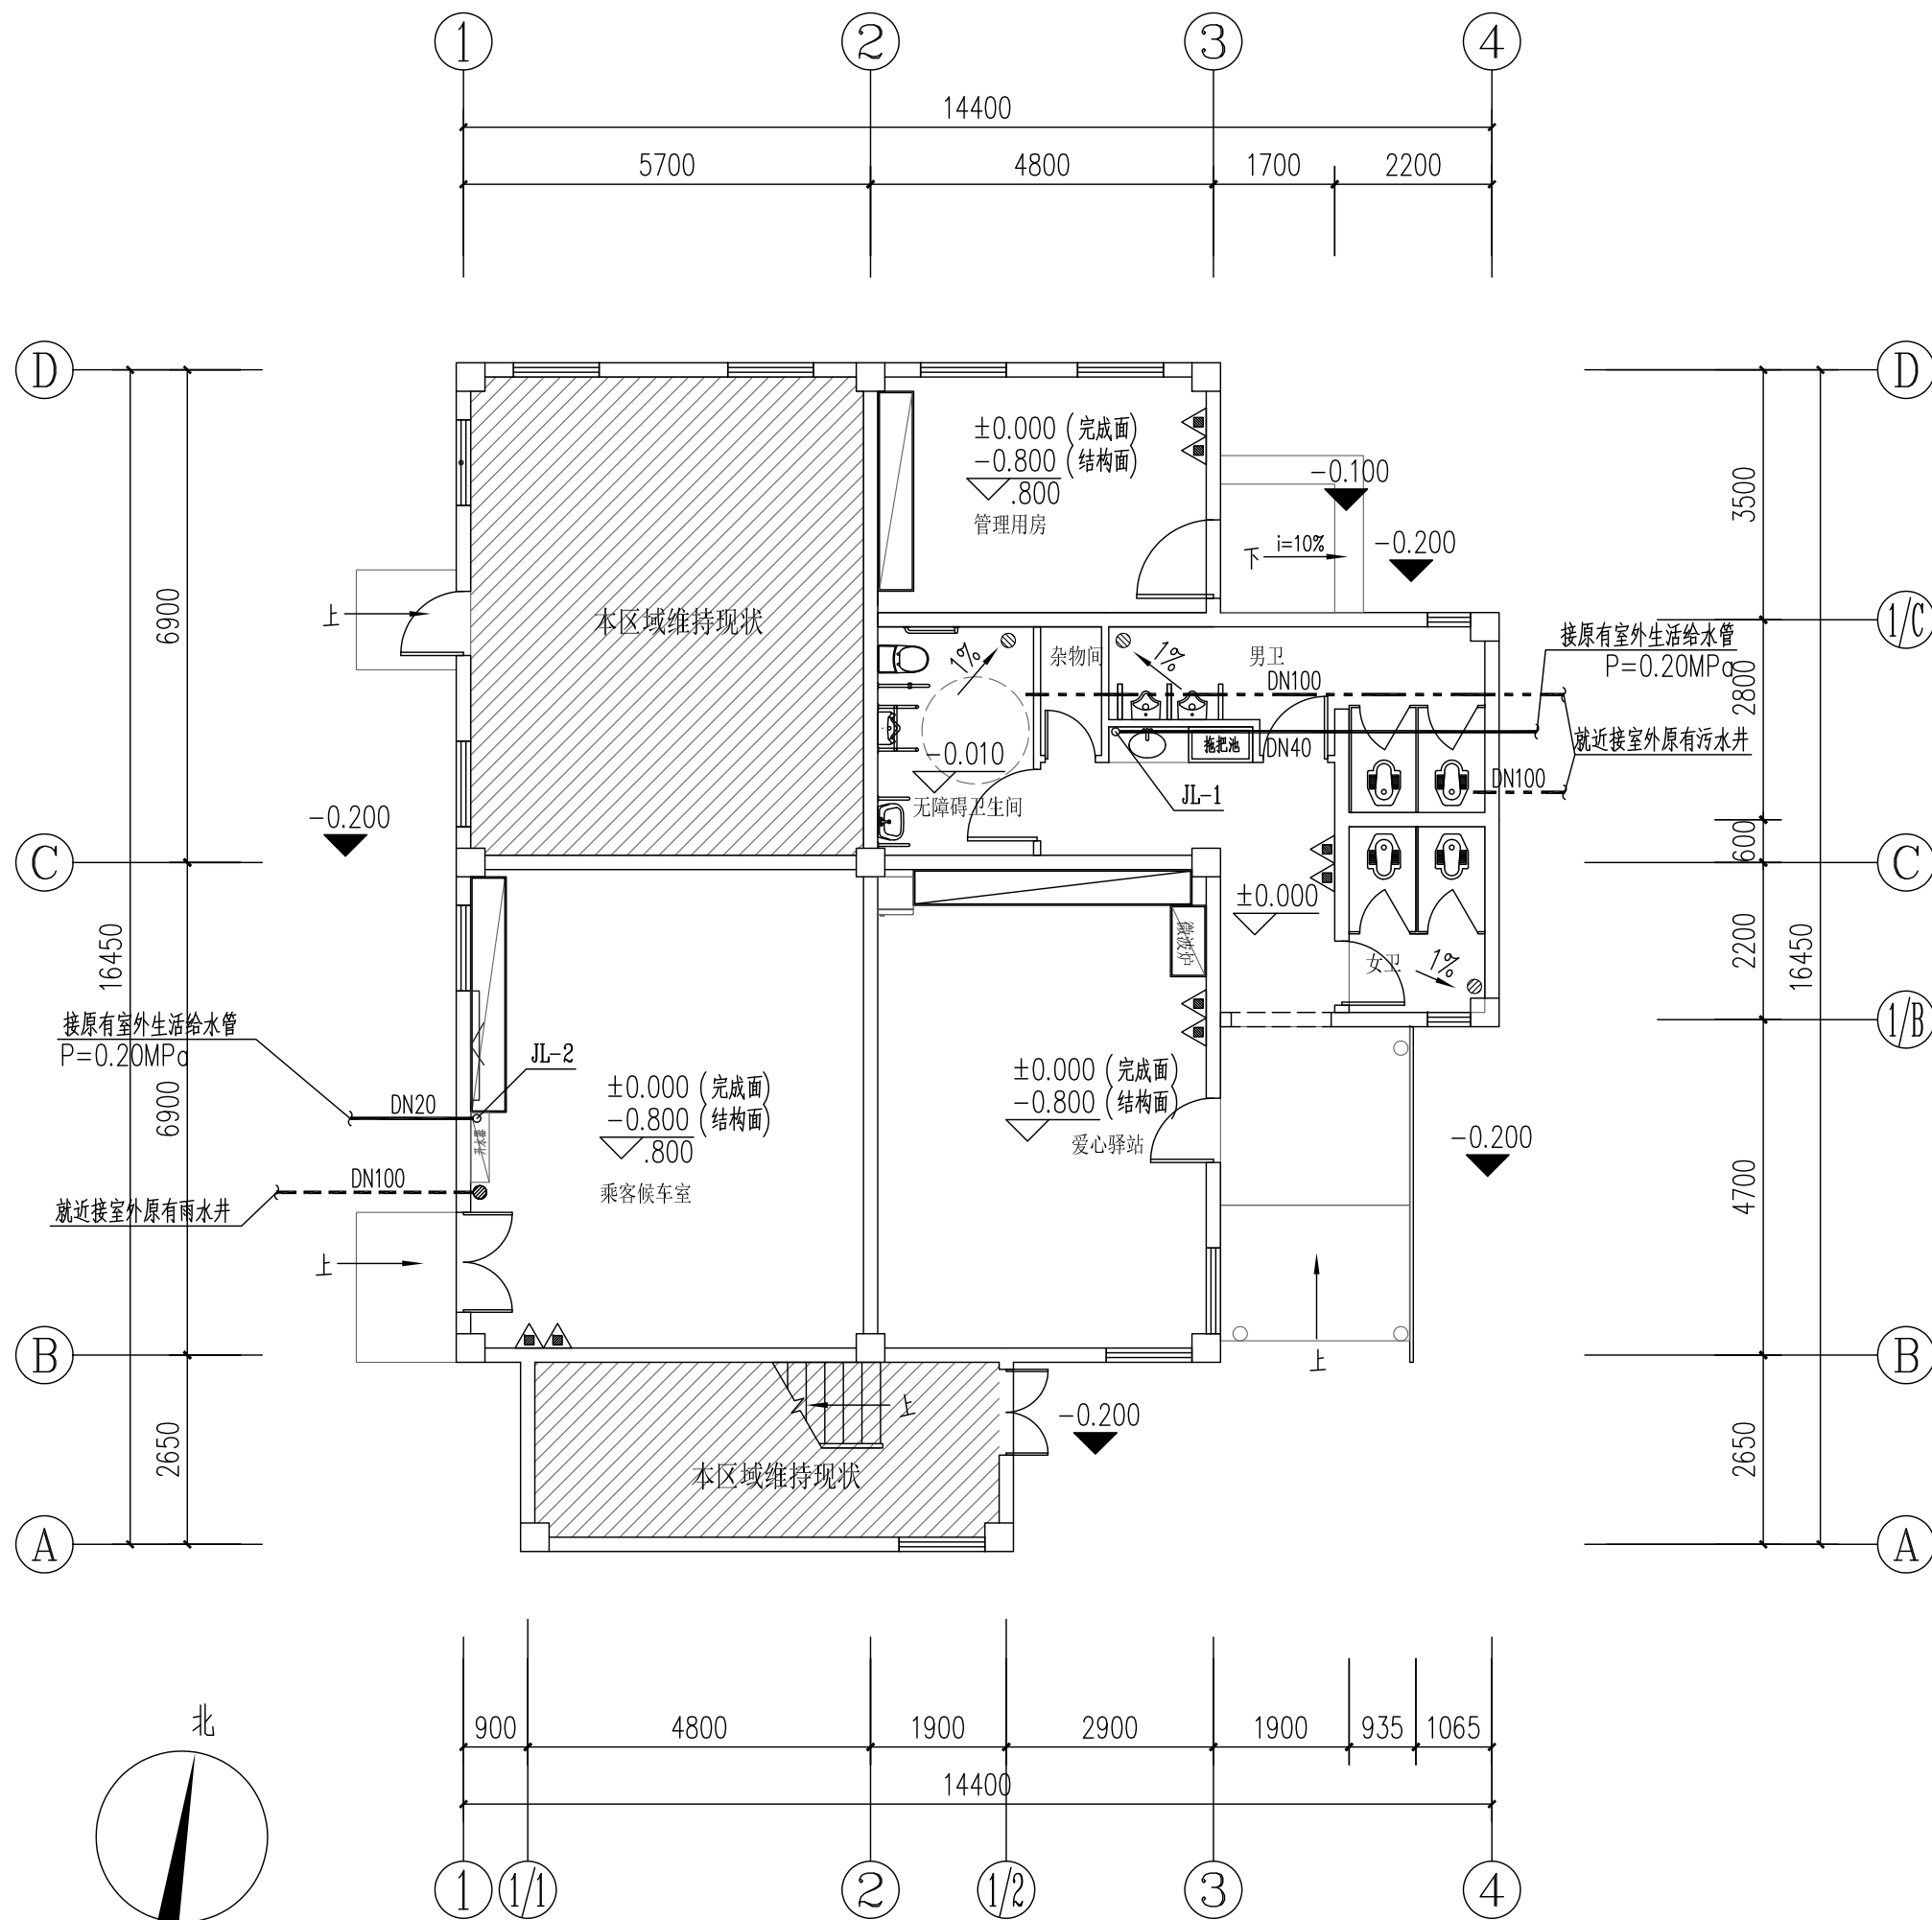 1 2 3 4
14400
5700 4800 1700 2200
D D
±0.000 (完成面)
-0.800 (结构面)
.800
管理用房
-0.100
-0.200
下 i=10%
3500
6900
上
本区域维持现状
1/C
接原有室外生活给水管
P=0.20MPa
杂物间
1%
1%
男卫
DN100
2800
就近接室外原有污水井
DN40
拖把池
-0.010
DN100
JL-1
无障碍卫生间
-0.200
600
C C
±0.000
微波炉
2200
16450
16450
女卫 1%
1/B
接原有室外生活给水管
P=0.20MPa
JL-2
DN20
±0.000 (完成面)
-0.800 (结构面)
.800
乘客候车室
±0.000 (完成面)
-0.800 (结构面)
爱心驿站
6900
开水器
-0.200
4700
DN100
就近接室外原有雨水井
上
B B
上
上
-0.200
2650
2650
本区域维持现状
A A
北
900 4800 1900 2900 1900 935 1065
14400
1 1/1 2 1/2 3 4